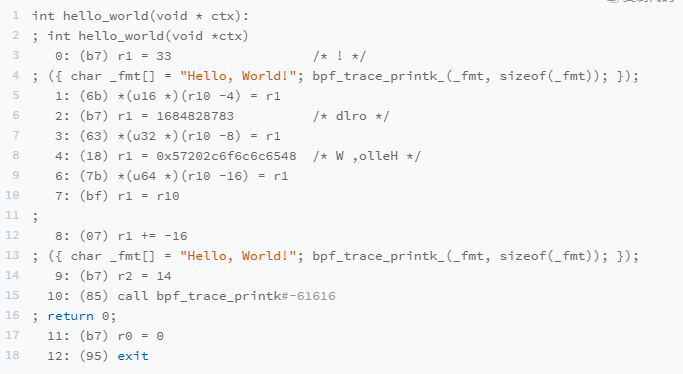 1 int hello_world(void * ctx):
2 ; int hello_world(void *ctx)
3    0: (b7) r1 = 33                  /* ! */
4 ; ({ char _fmt[] = "Hello, World!"; bpf_trace_printk_(_fmt, sizeof(_fmt)); });
5    1: (6b) *(u16 *)(r10 -4) = r1
6    2: (b7) r1 = 1684828783          /* dlro */
7    3: (63) *(u32 *)(r10 -8) = r1
8    4: (18) r1 = 0x57202c6f6c6c6548  /* W ,olleH */
9    6: (7b) *(u64 *)(r10 -16) = r1
10    7: (bf) r1 = r10
11 ;
12    8: (07) r1 += -16
13 ; ({ char _fmt[] = "Hello, World!"; bpf_trace_printk_(_fmt, sizeof(_fmt)); });
14    9: (b7) r2 = 14
15   10: (85) call bpf_trace_printk#-61616
16 ; return 0;
17   11: (b7) r0 = 0
18   12: (95) exit